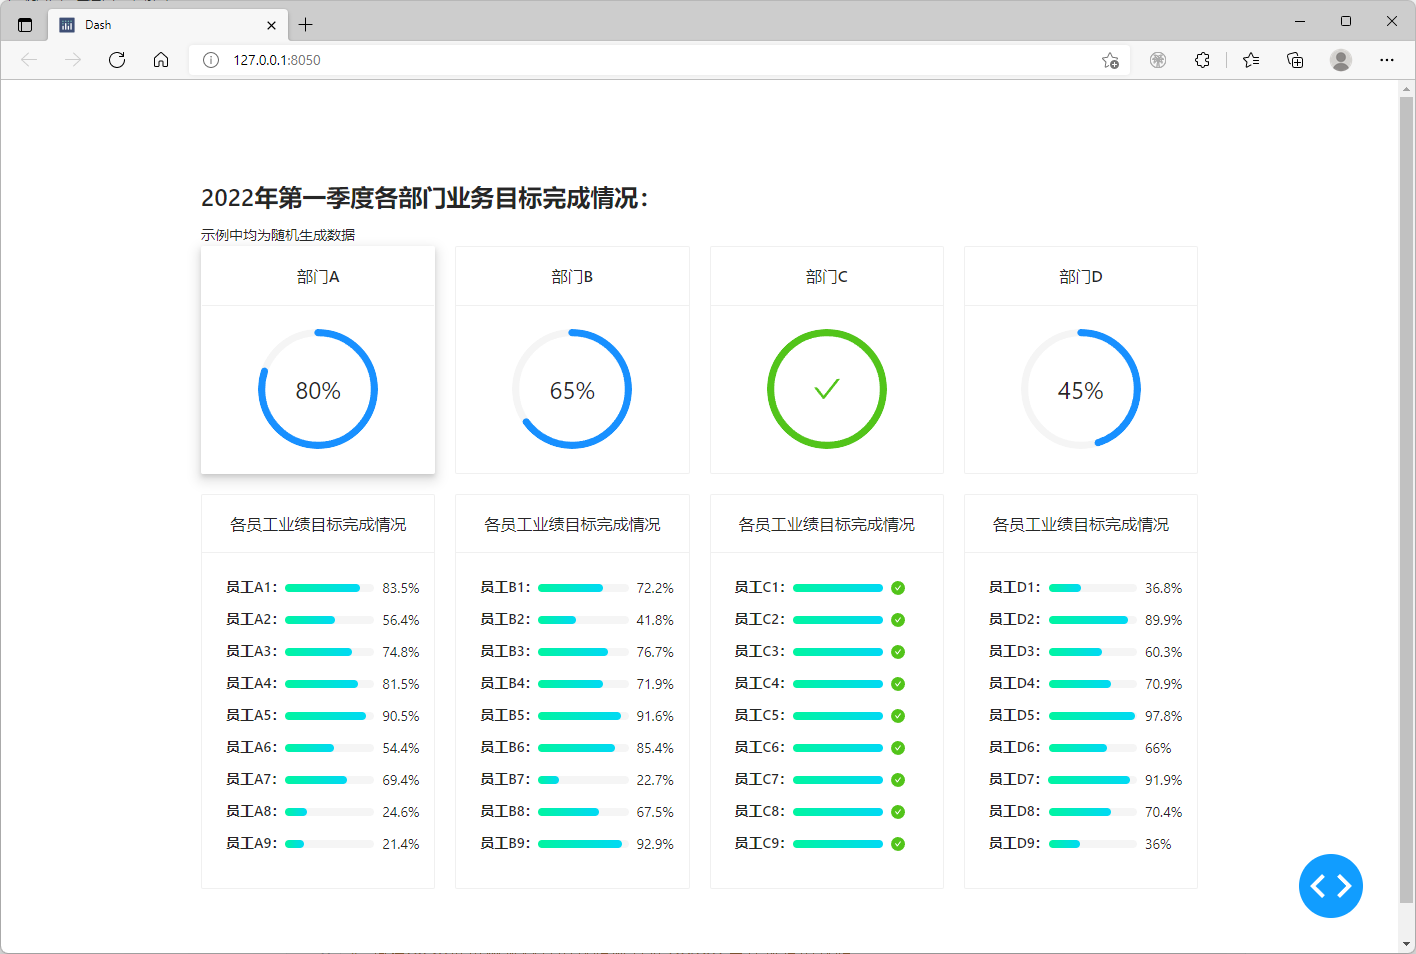 Dash
127.0.0.1:8050
2022年第一季度各部门业务目标完成情况：
示例中均为随机生成数据
部门A
80%
部门B
65%
部门C
部门D
45%
各员工业绩目标完成情况
员工A1： 83.5%
员工A2： 56.4%
员工A3： 74.8%
员工A4： 81.5%
员工A5： 90.5%
员工A6： 54.4%
员工A7： 69.4%
员工A8： 24.6%
员工A9： 21.4%
各员工业绩目标完成情况
员工B1： 72.2%
员工B2： 41.8%
员工B3： 76.7%
员工B4： 71.9%
员工B5： 91.6%
员工B6： 85.4%
员工B7： 22.7%
员工B8： 67.5%
员工B9： 92.9%
各员工业绩目标完成情况
员工C1：
员工C2：
员工C3：
员工C4：
员工C5：
员工C6：
员工C7：
员工C8：
员工C9：
各员工业绩目标完成情况
员工D1： 36.8%
员工D2： 89.9%
员工D3： 60.3%
员工D4： 70.9%
员工D5： 97.8%
员工D6： 66%
员工D7： 91.9%
员工D8： 70.4%
员工D9： 36%